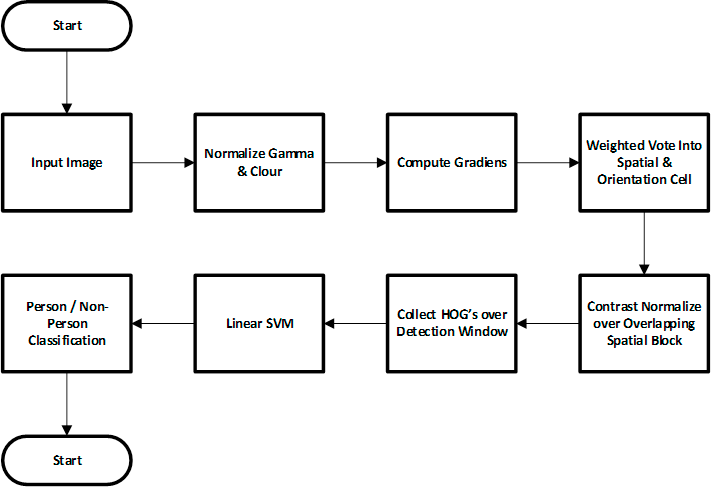 Start
Input Image
Normalize Gamma
& Clour
Compute Gradiens
Weighted Vote Into
Spatial &
Orientation Cell
Contrast Normalize
over Overlapping
Spatial Block
Collect HOG's over
Detection Window
Linear SVM
Person / Non-
Person
Classification
Start